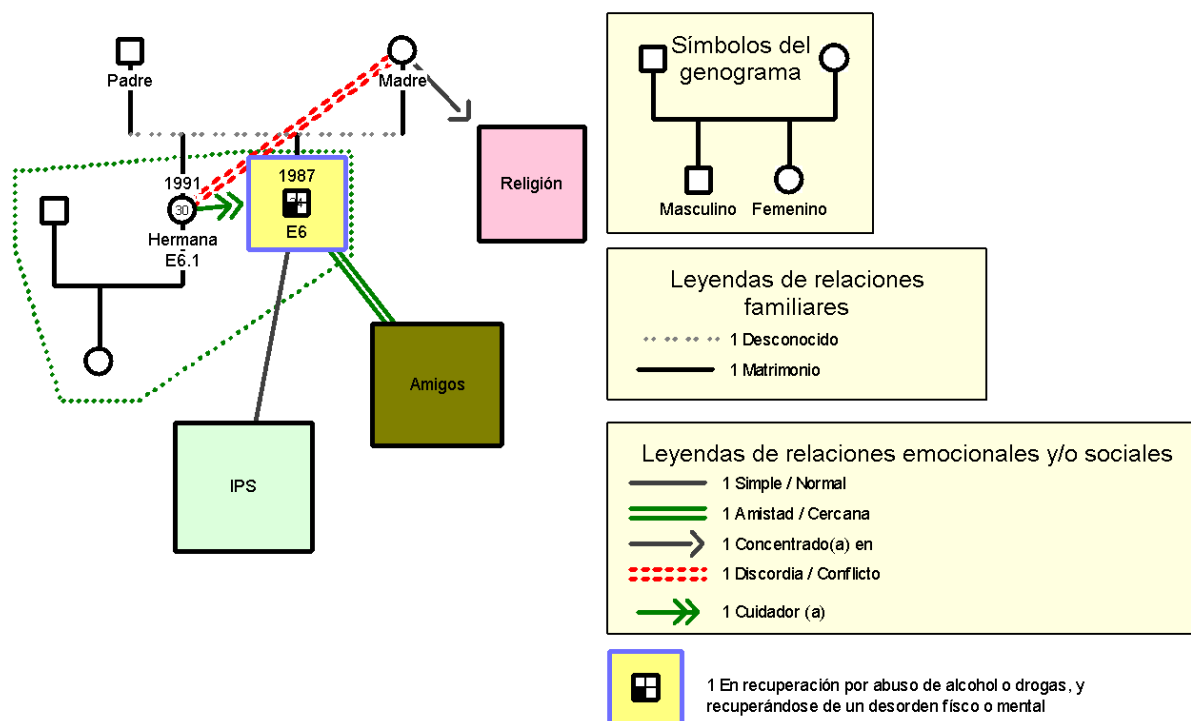 Padre
Madre
1991
30
Hermana
E6.1
1987
E6
Religión
Amigos
IPS
Símbolos del
genograma
Masculino
Femenino
Leyendas de relaciones
familiares
1 Desconocido
1 Matrimonio
Leyendas de relaciones emocionales y/o sociales
1 Simple / Normal
1 Amistad / Cercana
1 Concentrado(a) en
1 Discordia / Conflicto
1 Cuidador (a)
1 En recuperación por abuso de alcohol o drogas, y
recuperándose de un desorden físco o mental